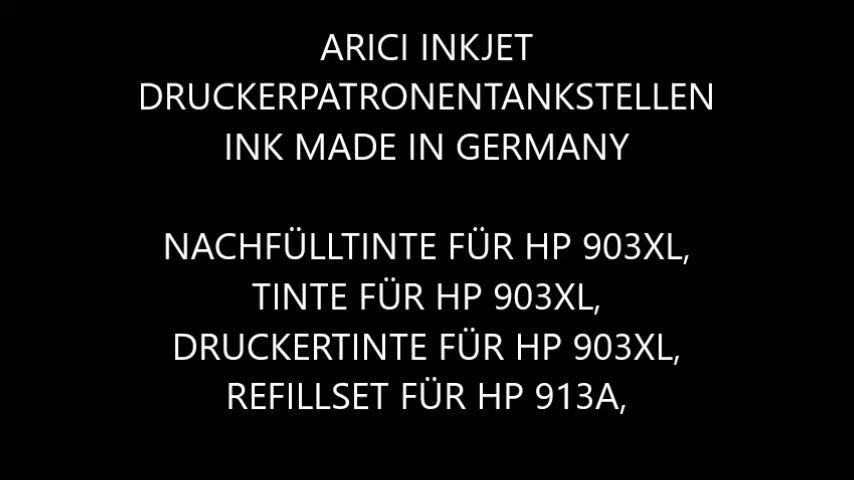 ARICI INKJET
DRUCKERPATRONENTANKSTELLEN
INK MADE IN GERMANY
NACHFÜLLTINTE FÜR HP 903XL,
TINTE FÜR HP 903XL,
DRUCKERTINTE FÜR HP 903XL,
REFILLSET FÜR HP 913A,